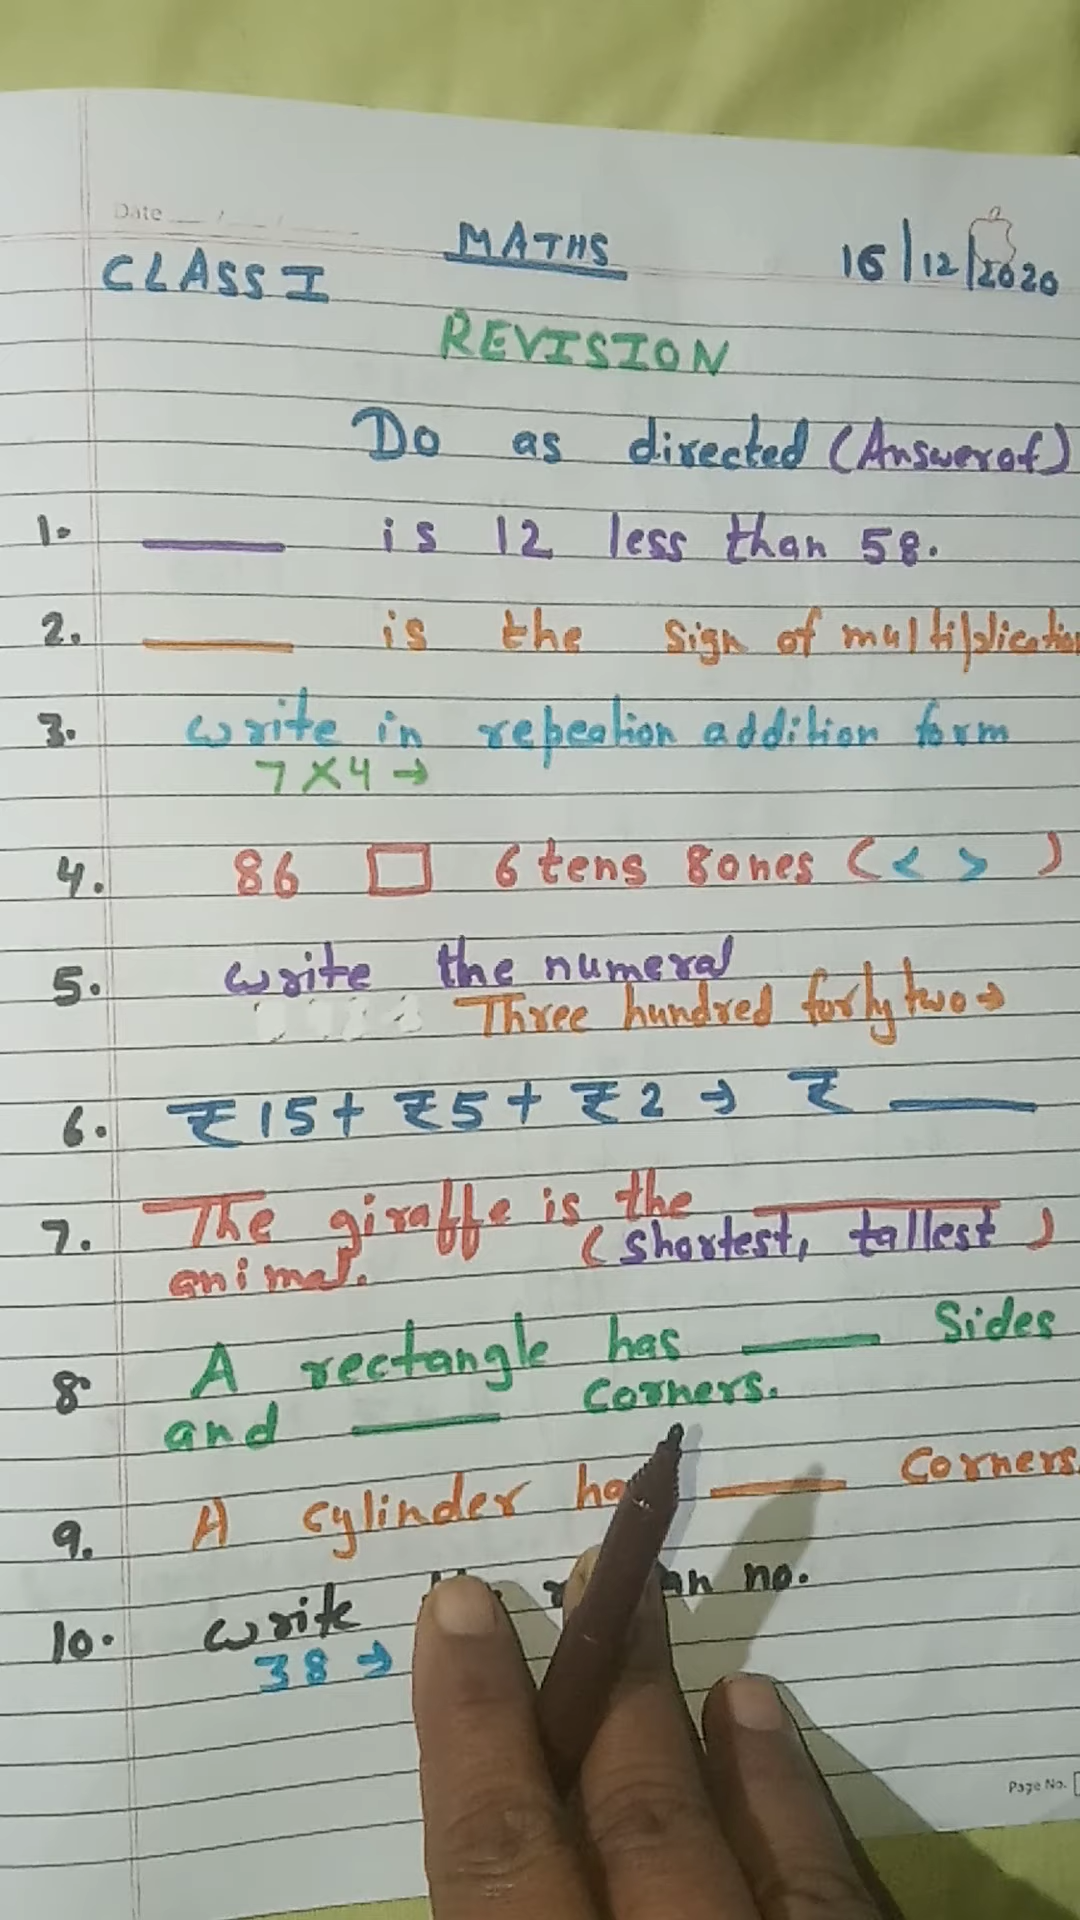 Date __/__/__
MATHS
16/12/2020
CLASS I
REVISION
Do as directed (Answer of)
1. ____ is 12 less than 58.
2. ____ is the sign of multiplication
3. write in repeation addition form
7 X 4 →
4. 86 □ 6 tens 8 ones ( < > )
5. write the numeral
Three hundred forty two →
6. ₹ 15 + ₹ 5 + ₹ 2 → ₹ ____
7. The giraffe is the ____
animal. (shortest, tallest)
8 A rectangle has ____ Sides
and ____ corners.
9. A cylinder ____ corners.
10. write no.
38 →
Page No.